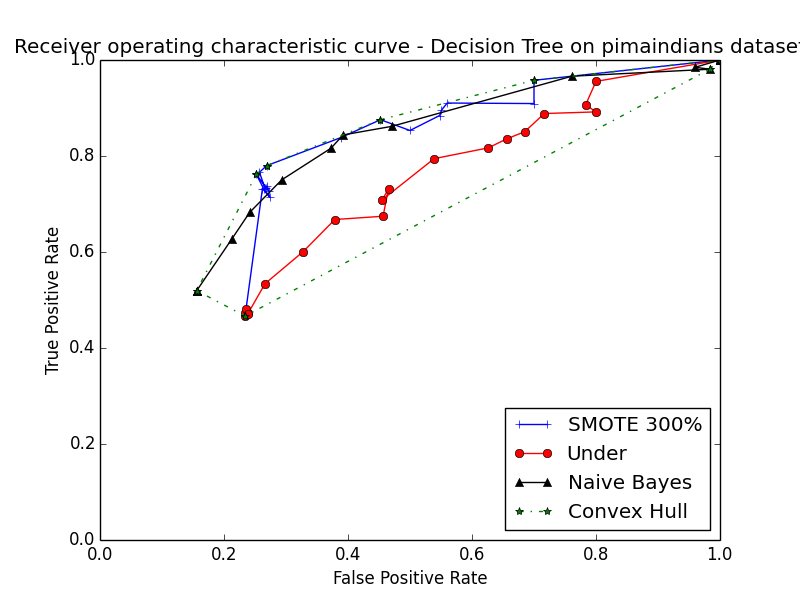 Receiver operating characteristic curve - Decision Tree on pimaindians dataset
1.0
0.8
0.6
0.4
0.2
0.0
True Positive Rate
SMOTE 300%
Under
Naive Bayes
Convex Hull
0.0 0.2 0.4 0.6 0.8 1.0
False Positive Rate